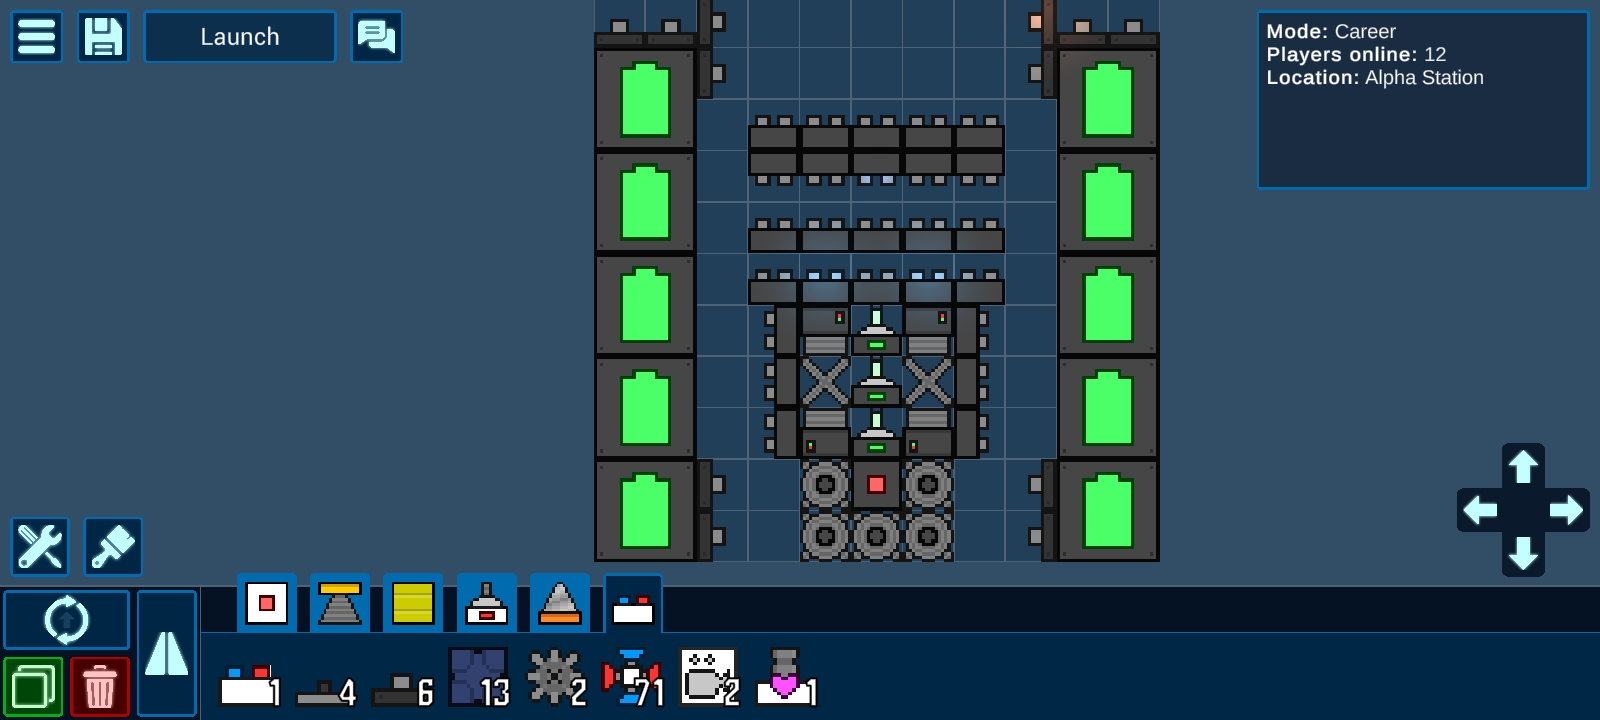 Launch
Mode: Career
Players online: 12
Location: Alpha Station
1 4 6 13 2 71 2 1